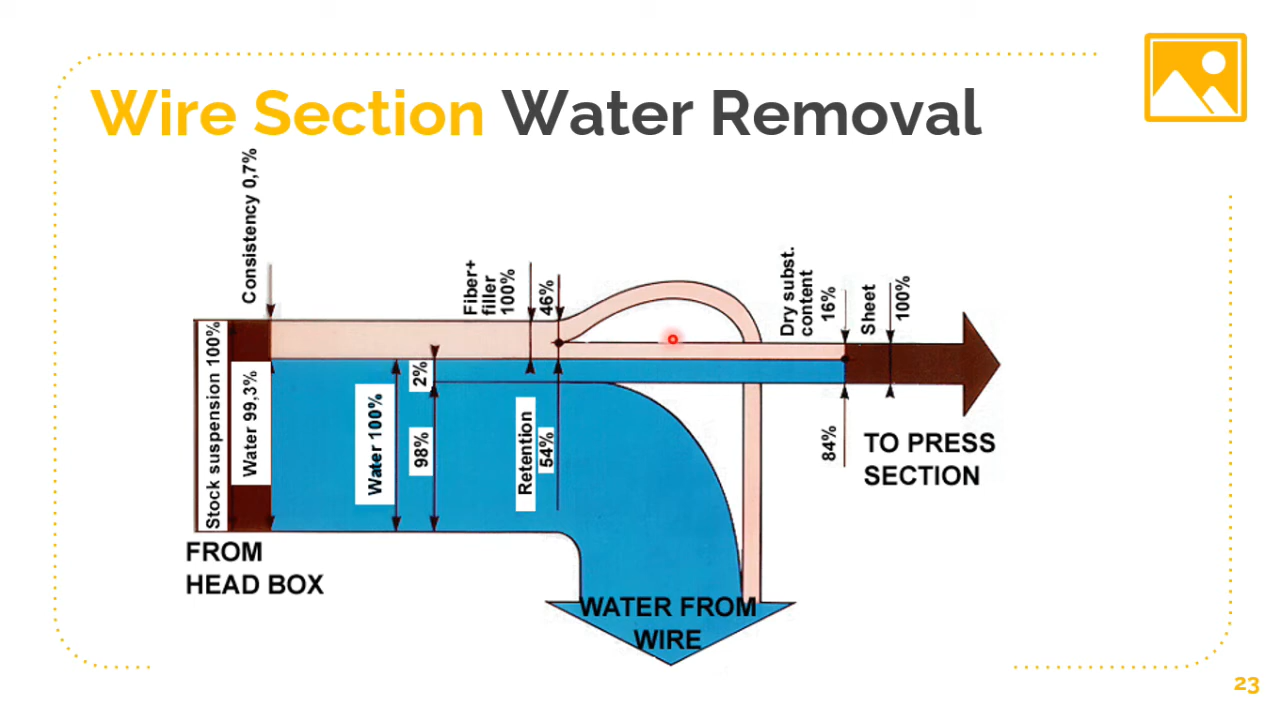 Wire Section Water Removal
Consistency 0,7%
Stock suspension 100%
Water 99,3%
Water 100%
2%
98%
Fiber+
filler
100%
46%
Retention
54%
Dry subst.
content
16%
Sheet
100%
84%
TO PRESS
SECTION
FROM
HEAD BOX
WATER FROM
WIRE
23